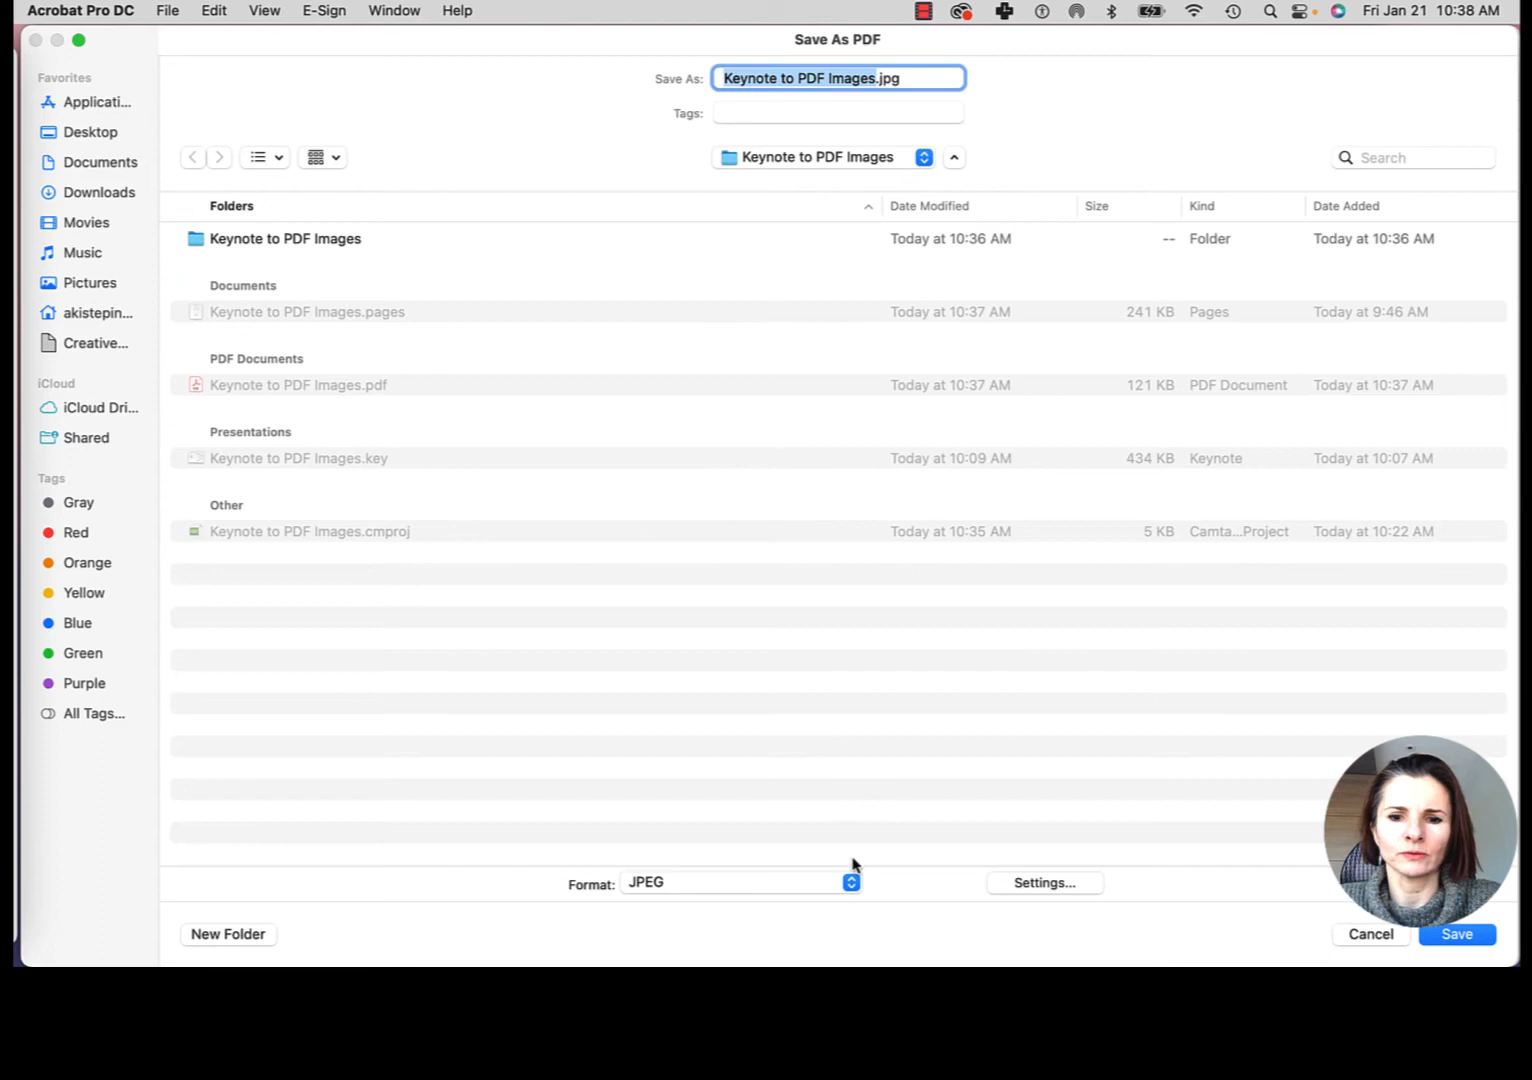 Acrobat Pro DC File Edit View E-Sign Window Help Fri Jan 21 10:38 AM
Save As PDF
Save As: Keynote to PDF Images.jpg
Tags:
Keynote to PDF Images
Search
Favorites
Applicati...
Desktop
Documents
Downloads
Movies
Music
Pictures
akistepin...
Creative...
iCloud
iCloud Dri...
Shared
Tags
Gray
Red
Orange
Yellow
Blue
Green
Purple
All Tags...
Folders Date Modified Size Kind Date Added
Keynote to PDF Images Today at 10:36 AM -- Folder Today at 10:36 AM
Documents
Keynote to PDF Images.pages Today at 10:37 AM 241 KB Pages Today at 9:46 AM
PDF Documents
Keynote to PDF Images.pdf Today at 10:37 AM 121 KB PDF Document Today at 10:37 AM
Presentations
Keynote to PDF Images.key Today at 10:09 AM 434 KB Keynote Today at 10:07 AM
Other
Keynote to PDF Images.cmproj Today at 10:35 AM 5 KB Camta...Project Today at 10:22 AM
Format: JPEG Settings...
New Folder Cancel Save